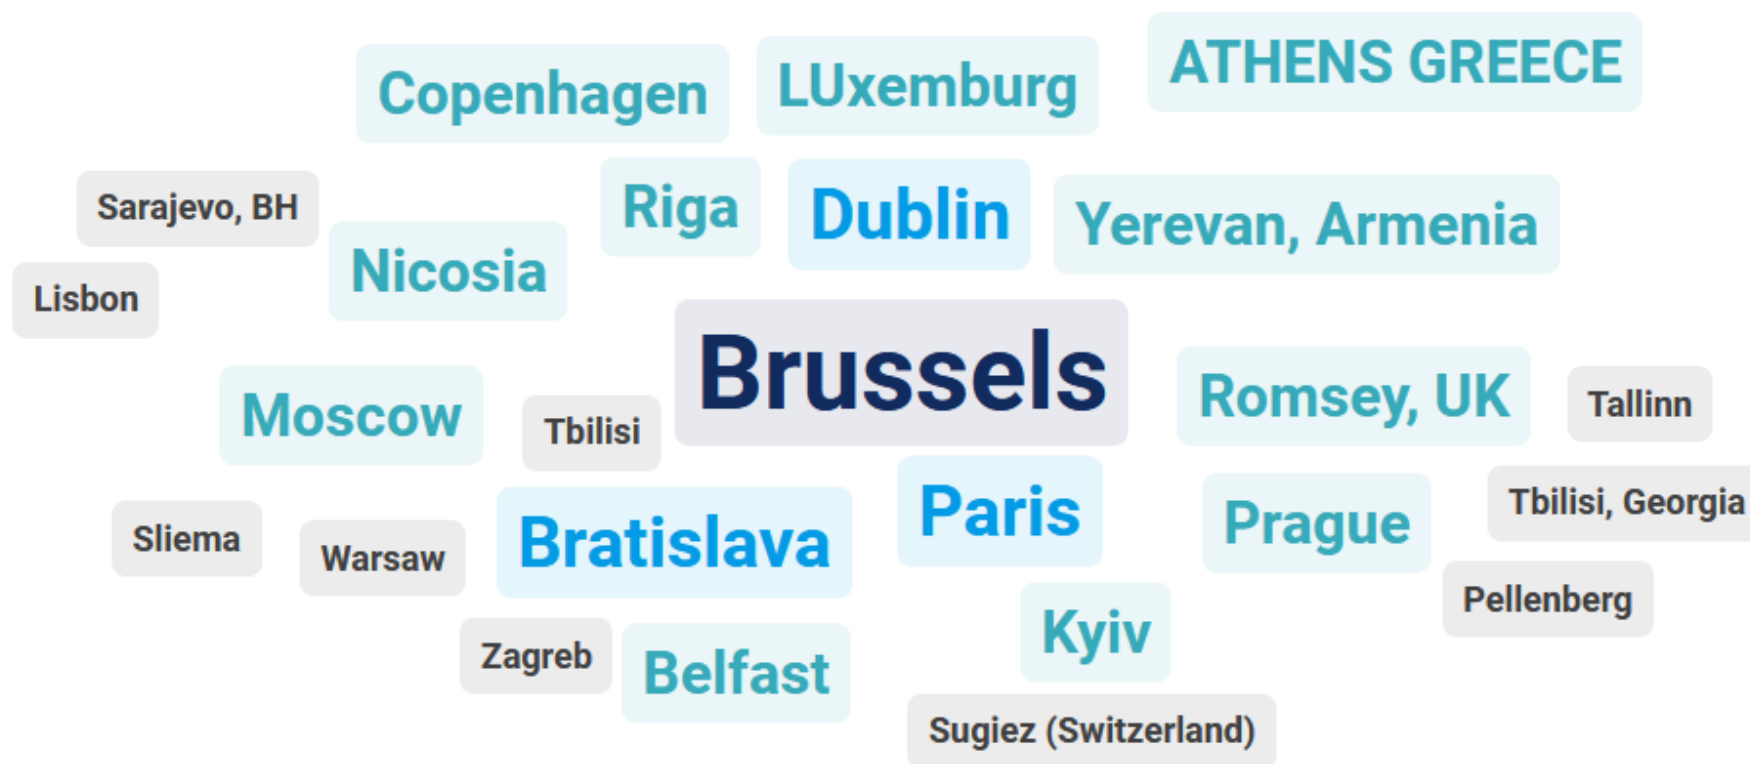 ATHENS GREECE
LUxemburg
Copenhagen
Sarajevo, BH
Riga
Dublin
Yerevan, Armenia
Nicosia
Lisbon
Brussels
Romsey, UK
Tallinn
Moscow
Tbilisi
Paris
Prague
Tbilisi, Georgia
Sliema
Warsaw
Bratislava
Pellenberg
Kyiv
Zagreb
Belfast
Sugiez (Switzerland)